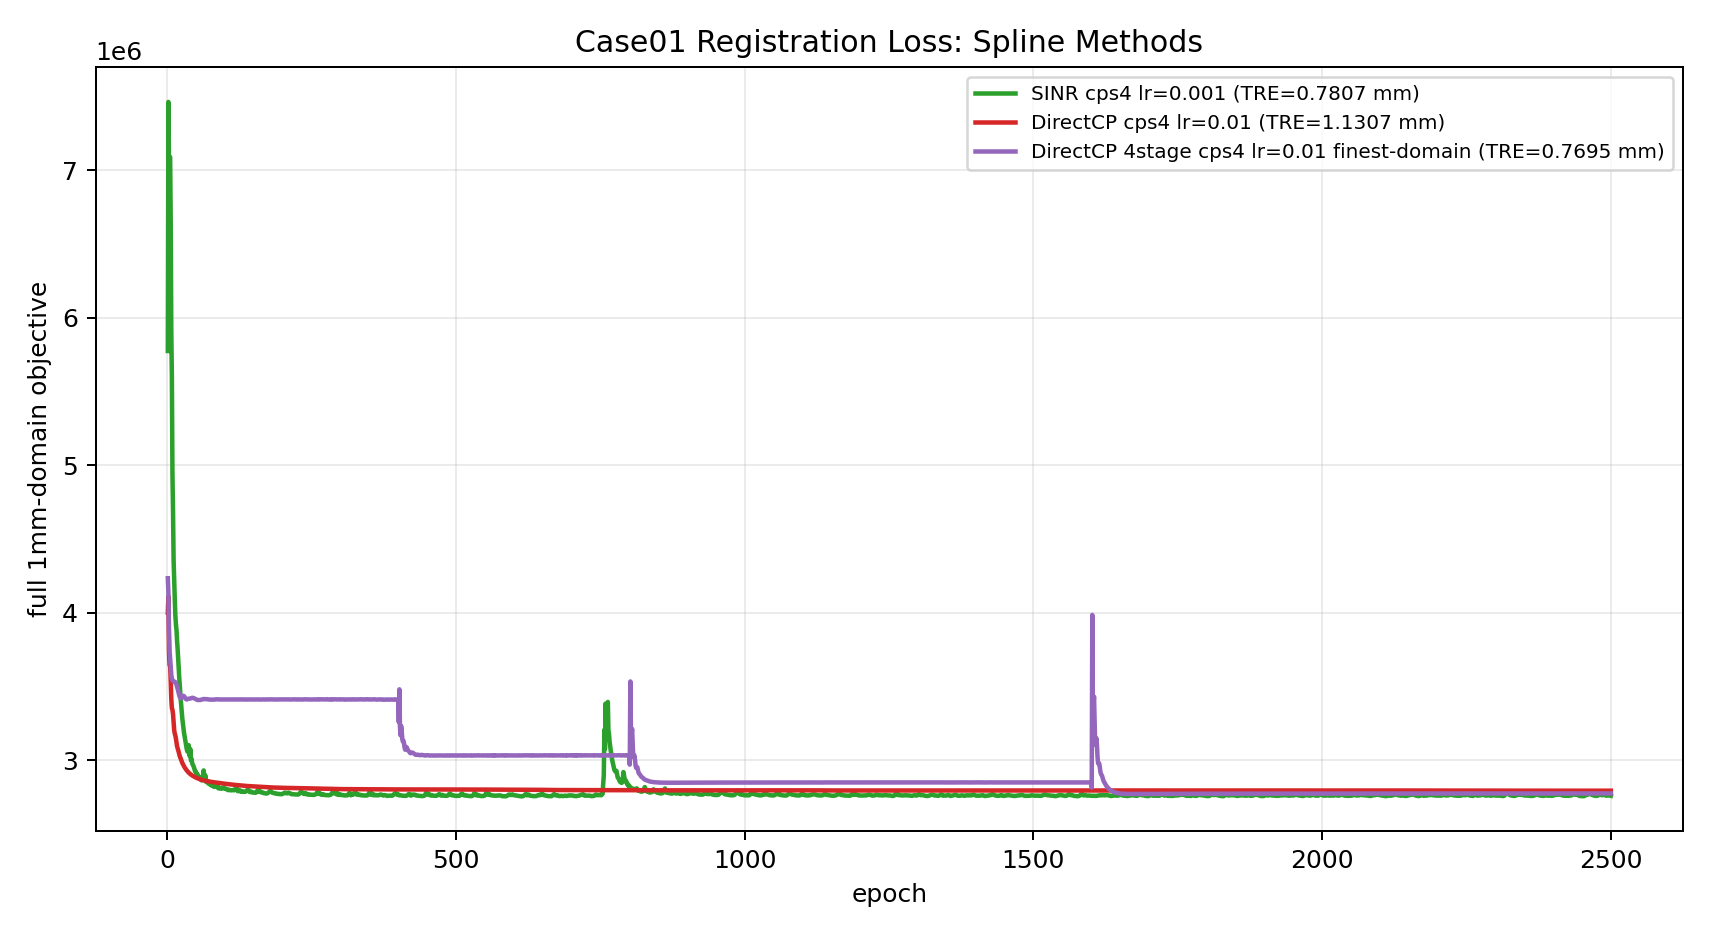 Case01 Registration Loss: Spline Methods
1e6
SINR cps4 lr=0.001 (TRE=0.7807 mm)
DirectCP cps4 lr=0.01 (TRE=1.1307 mm)
DirectCP 4stage cps4 lr=0.01 finest-domain (TRE=0.7695 mm)
full 1mm-domain objective
7
6
5
4
3
0
500
1000
1500
2000
2500
epoch